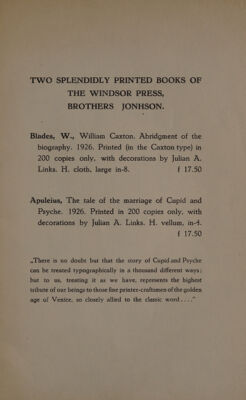 TWO SPLENDIDLY PRINTED BOOKS OF
THE WINDSOR PRESS,
BROTHERS JONHSON.
Blades, W., William Caxton. Abridgment of the
biography. 1926. Printed (in the Caxton type) in
200 copies only, with decorations by Julian A.
Links. H. cloth, large in-8. f 17.50
Apuleius, The tale of the marriage of Cupid and
Psyche. 1926. Printed in 200 copies only, with
decorations by Julian A. Links. H. vellum, in-4.
f 17.50
„There is no doubt but that the story of Cupid and Psyche
can be treated typographically in a thousand different ways;
but to us, treating it as we have, represents the highest
tribute of our beings to those fine printer-craftsmen of the golden
age of Venice, so closely allied to the classic word . . . ."